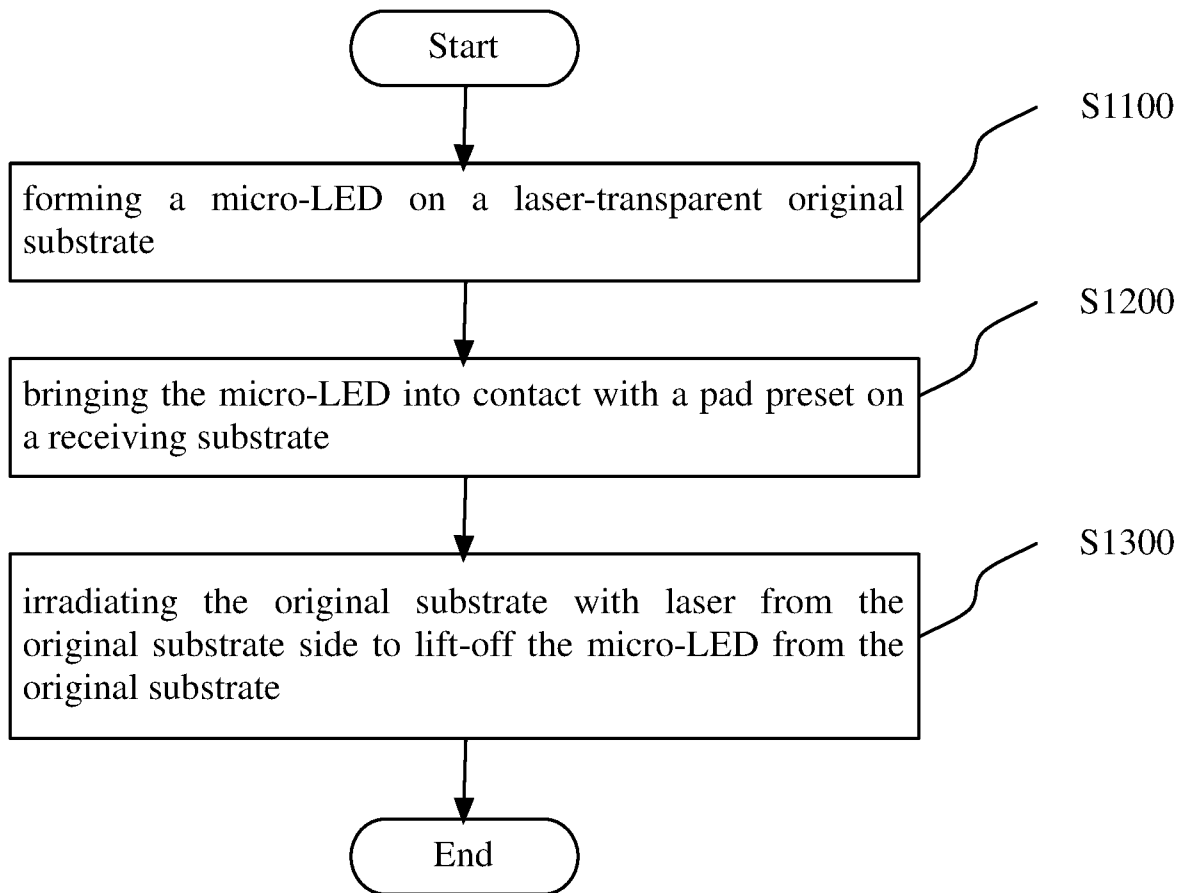 Start
S1100
forming a micro-LED on a laser-transparent original
substrate
S1200
bringing the micro-LED into contact with a pad preset on
a receiving substrate
S1300
irradiating the original substrate with laser from the
original substrate side to lift-off the micro-LED from the
original substrate
End